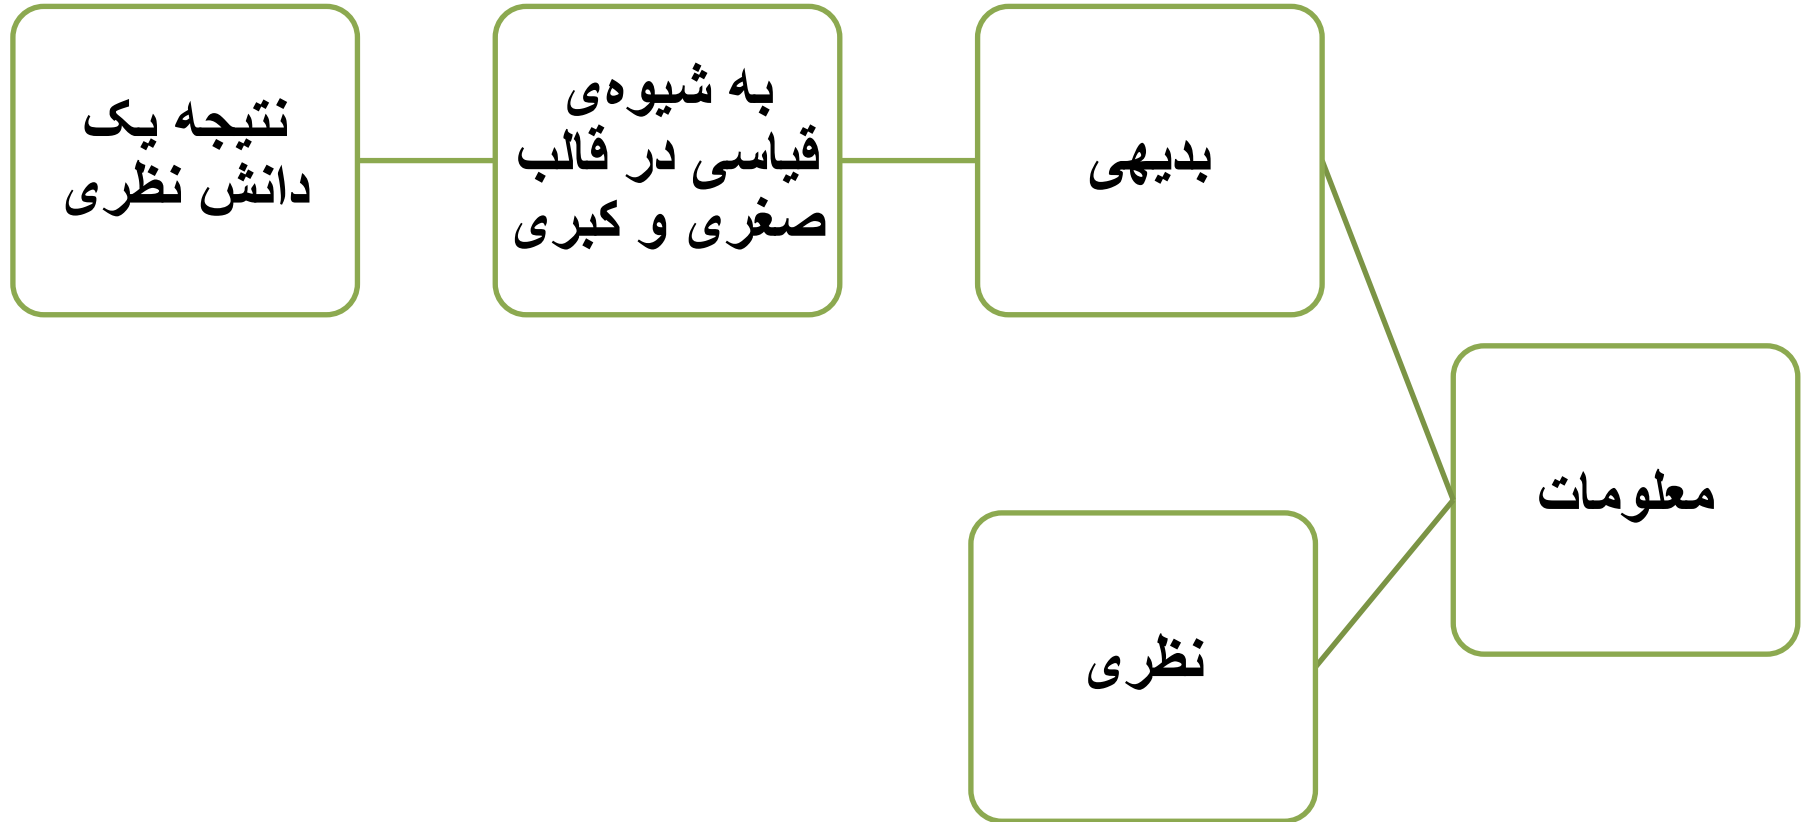 معلومات
بدیهی
به شیوه‌ی
قیاسی در قالب
صغری و کبری
نتیجه یک
دانش نظری
نظری